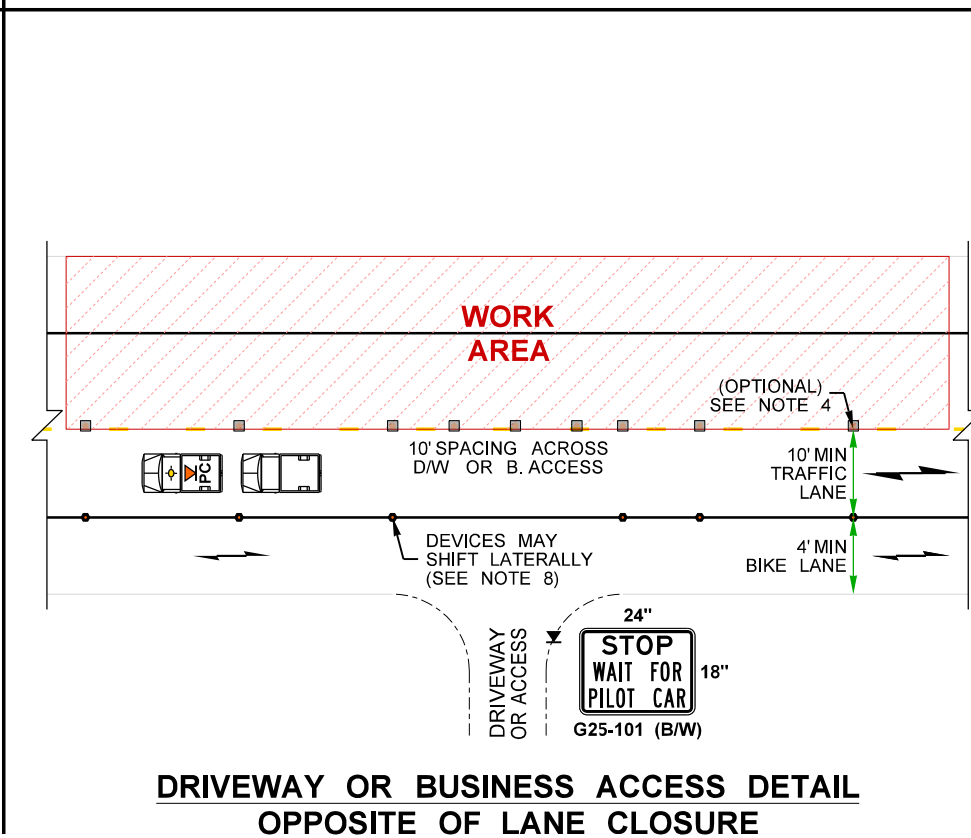 WORK
AREA
(OPTIONAL)
SEE NOTE 4
10' SPACING ACROSS
D/W OR B. ACCESS
10' MIN
TRAFFIC
LANE
PC
DEVICES MAY
SHIFT LATERALLY
(SEE NOTE 8)
4' MIN
BIKE LANE
DRIVEWAY
OR ACCESS
24"
STOP
WAIT FOR
PILOT CAR
18"
G25-101 (B/W)
DRIVEWAY OR BUSINESS ACCESS DETAIL
OPPOSITE OF LANE CLOSURE